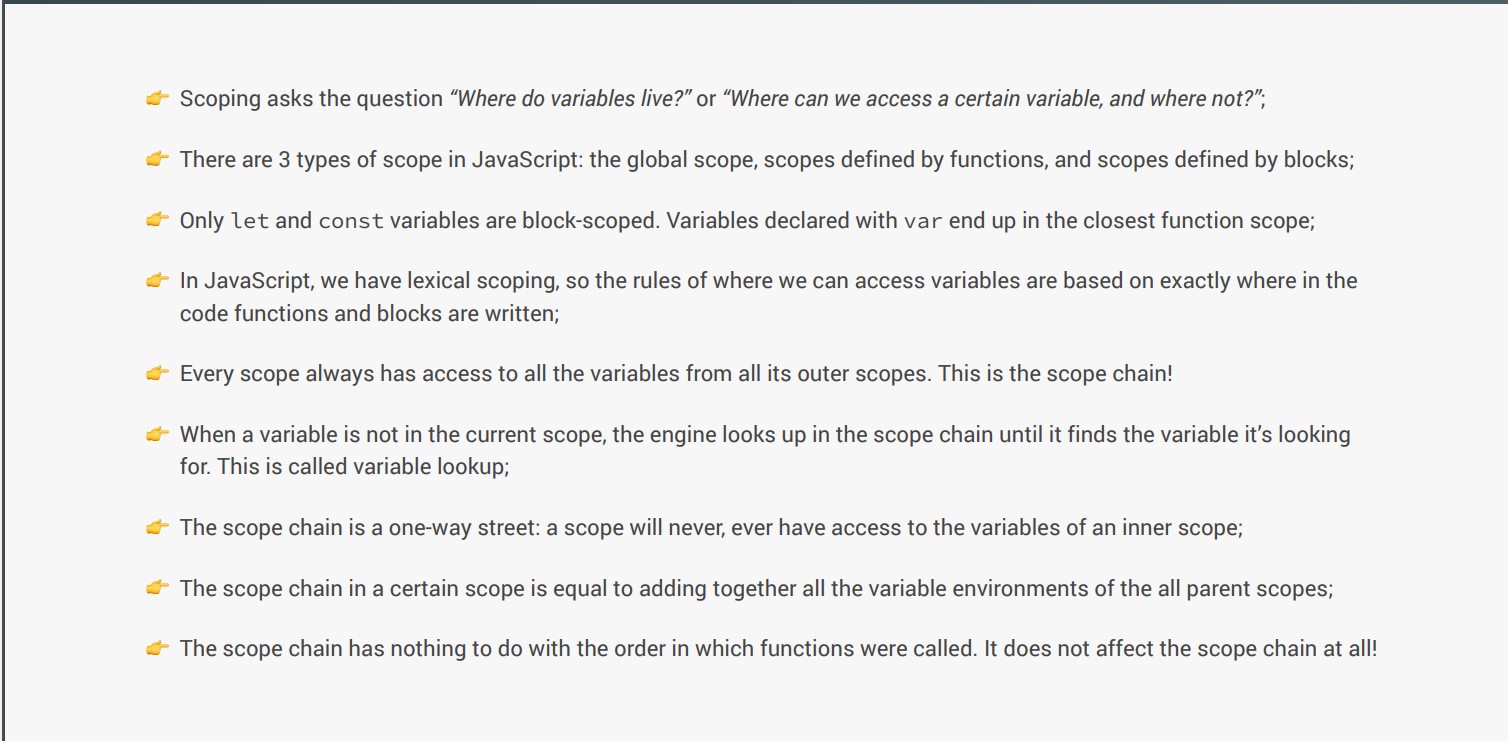 👉 Scoping asks the question “Where do variables live?” or “Where can we access a certain variable, and where not?”;
👉 There are 3 types of scope in JavaScript: the global scope, scopes defined by functions, and scopes defined by blocks;
👉 Only let and const variables are block-scoped. Variables declared with var end up in the closest function scope;
👉 In JavaScript, we have lexical scoping, so the rules of where we can access variables are based on exactly where in the
code functions and blocks are written;
👉 Every scope always has access to all the variables from all its outer scopes. This is the scope chain!
👉 When a variable is not in the current scope, the engine looks up in the scope chain until it finds the variable it’s looking
for. This is called variable lookup;
👉 The scope chain is a one-way street: a scope will never, ever have access to the variables of an inner scope;
👉 The scope chain in a certain scope is equal to adding together all the variable environments of the all parent scopes;
👉 The scope chain has nothing to do with the order in which functions were called. It does not affect the scope chain at all!